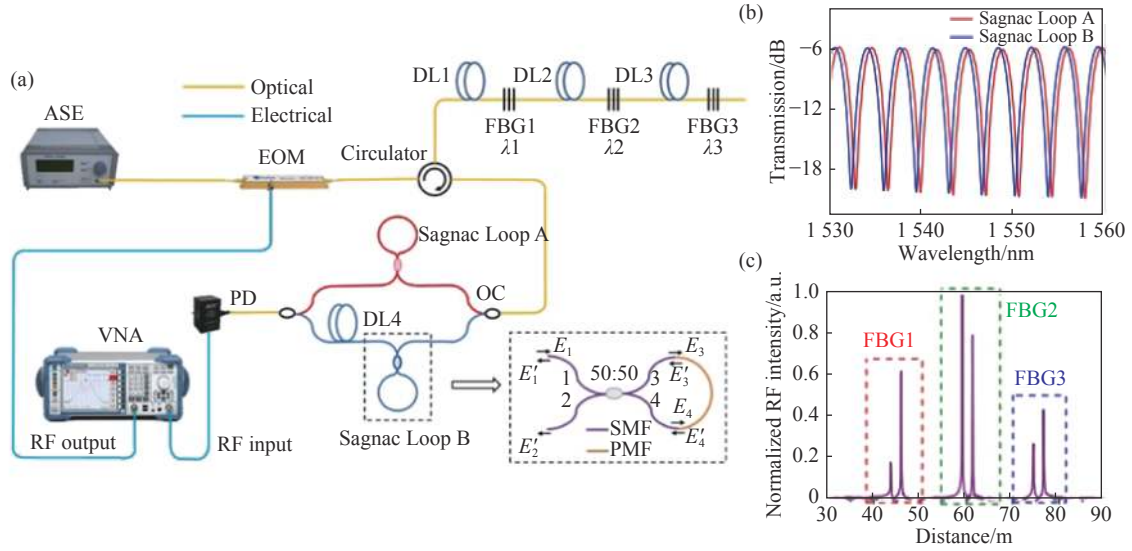 (a)
Optical
Electrical
ASE
EOM
Circulator
DL1
DL2
DL3
FBG1
FBG2
FBG3
λ1
λ2
λ3
Sagnac Loop A
PD
OC
DL4
VNA
RF output
RF input
Sagnac Loop B
E₁
E′₁
1
2
E′₂
50:50
E₃
E′₃
3
4
E₄
E′₄
SMF
PMF
(b)
Sagnac Loop A
Sagnac Loop B
Transmission/dB
−6
−12
−18
1 530
1 540
1 550
1 560
Wavelength/nm
(c)
Normalized RF intensity/a.u.
1.0
0.8
0.6
0.4
0.2
0
FBG1
FBG2
FBG3
30
40
50
60
70
80
90
Distance/m